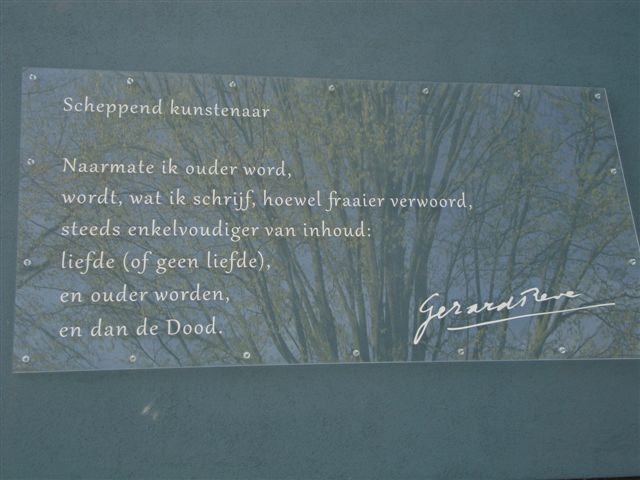 Scheppend kunstenaar
Naarmate ik ouder word,
wordt, wat ik schrijf, hoewel fraaier verwoord,
steeds enkelvoudiger van inhoud:
liefde (of geen liefde),
en ouder worden,
en dan de Dood.
Gerard Reve